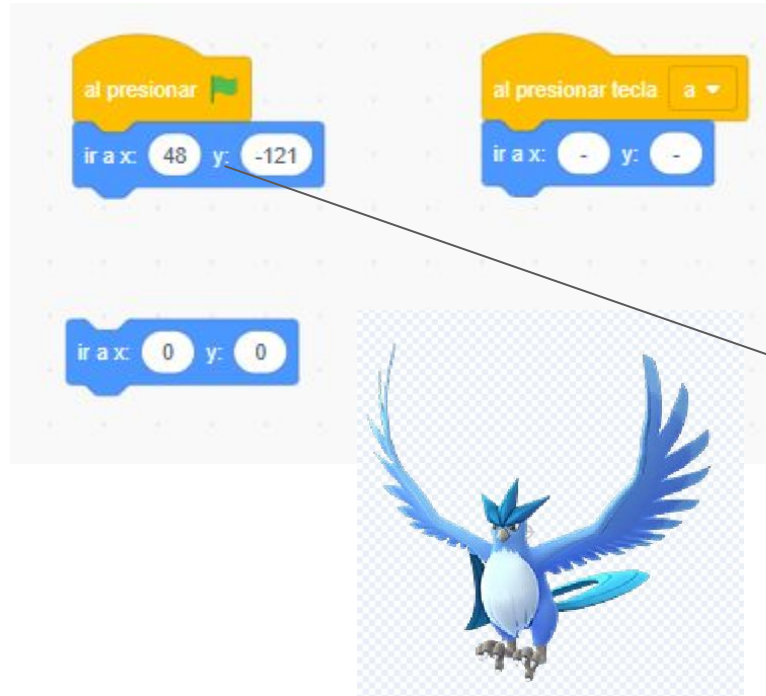 al presionar
ir a x: 48 y: -121
al presionar tecla a
ir a x: - y: -
ir a x: 0 y: 0